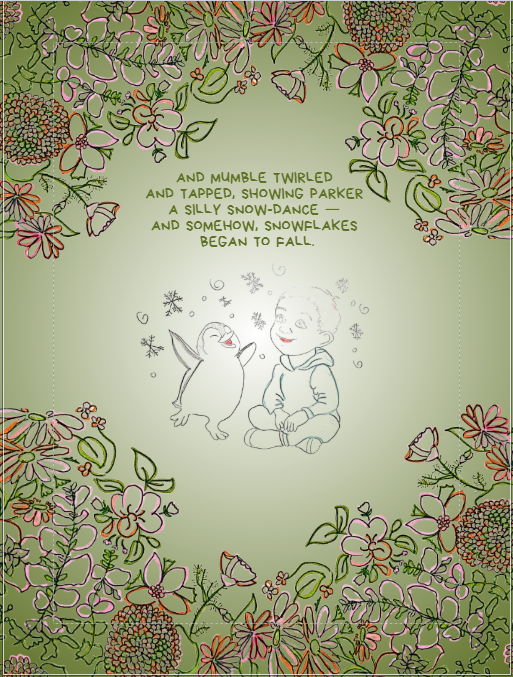 AND MUMBLE TWIRLED
AND TAPPED, SHOWING PARKER
A SILLY SNOW-DANCE —
AND SOMEHOW, SNOWFLAKES
BEGAN TO FALL.